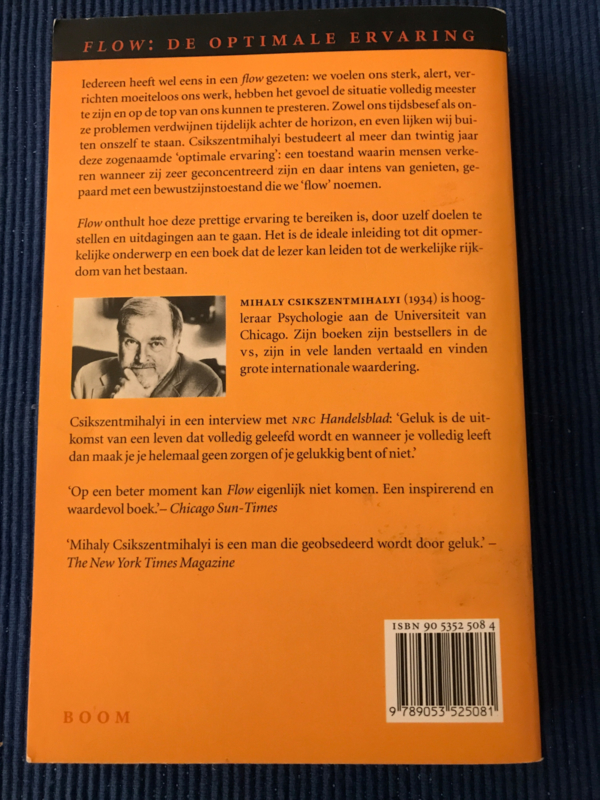 FLOW: DE OPTIMALE ERVARING
Iedereen heeft wel eens in een flow gezeten: we voelen ons sterk, alert, ver-
richten moeiteloos ons werk, hebben het gevoel de situatie volledig meester
te zijn en op de top van ons kunnen te presteren. Zowel ons tijdsbesef als on-
ze problemen verdwijnen tijdelijk achter de horizon, en even lijken wij bui-
ten onszelf te staan. Csikszentmihalyi bestudeert al meer dan twintig jaar
deze zogenaamde ‘optimale ervaring’: een toestand waarin mensen verke-
ren wanneer zij zeer geconcentreerd zijn en daar intens van genieten, ge-
paard met een bewustzijnstoestand die we ‘flow’ noemen.
Flow onthult hoe deze prettige ervaring te bereiken is, door uzelf doelen te
stellen en uitdagingen aan te gaan. Het is de ideale inleiding tot dit opmer-
kelijke onderwerp en een boek dat de lezer kan leiden tot de werkelijke rijk-
dom van het bestaan.
MIHALY CSIKSZENTMIHALYI (1934) is hoog-
leraar Psychologie aan de Universiteit van
Chicago. Zijn boeken zijn bestsellers in de
VS, zijn in vele landen vertaald en vinden
grote internationale waardering.
Csikszentmihalyi in een interview met NRC Handelsblad: ‘Geluk is de uit-
komst van een leven dat volledig geleefd wordt en wanneer je volledig leeft
dan maak je je helemaal geen zorgen of je gelukkig bent of niet.’
‘Op een beter moment kan Flow eigenlijk niet komen. Een inspirerend en
waardevol boek.’ – Chicago Sun-Times
‘Mihaly Csikszentmihalyi is een man die geobsedeerd wordt door geluk.’ –
The New York Times Magazine
ISBN 90 5352 508 4
9 789053 525081
BOOM